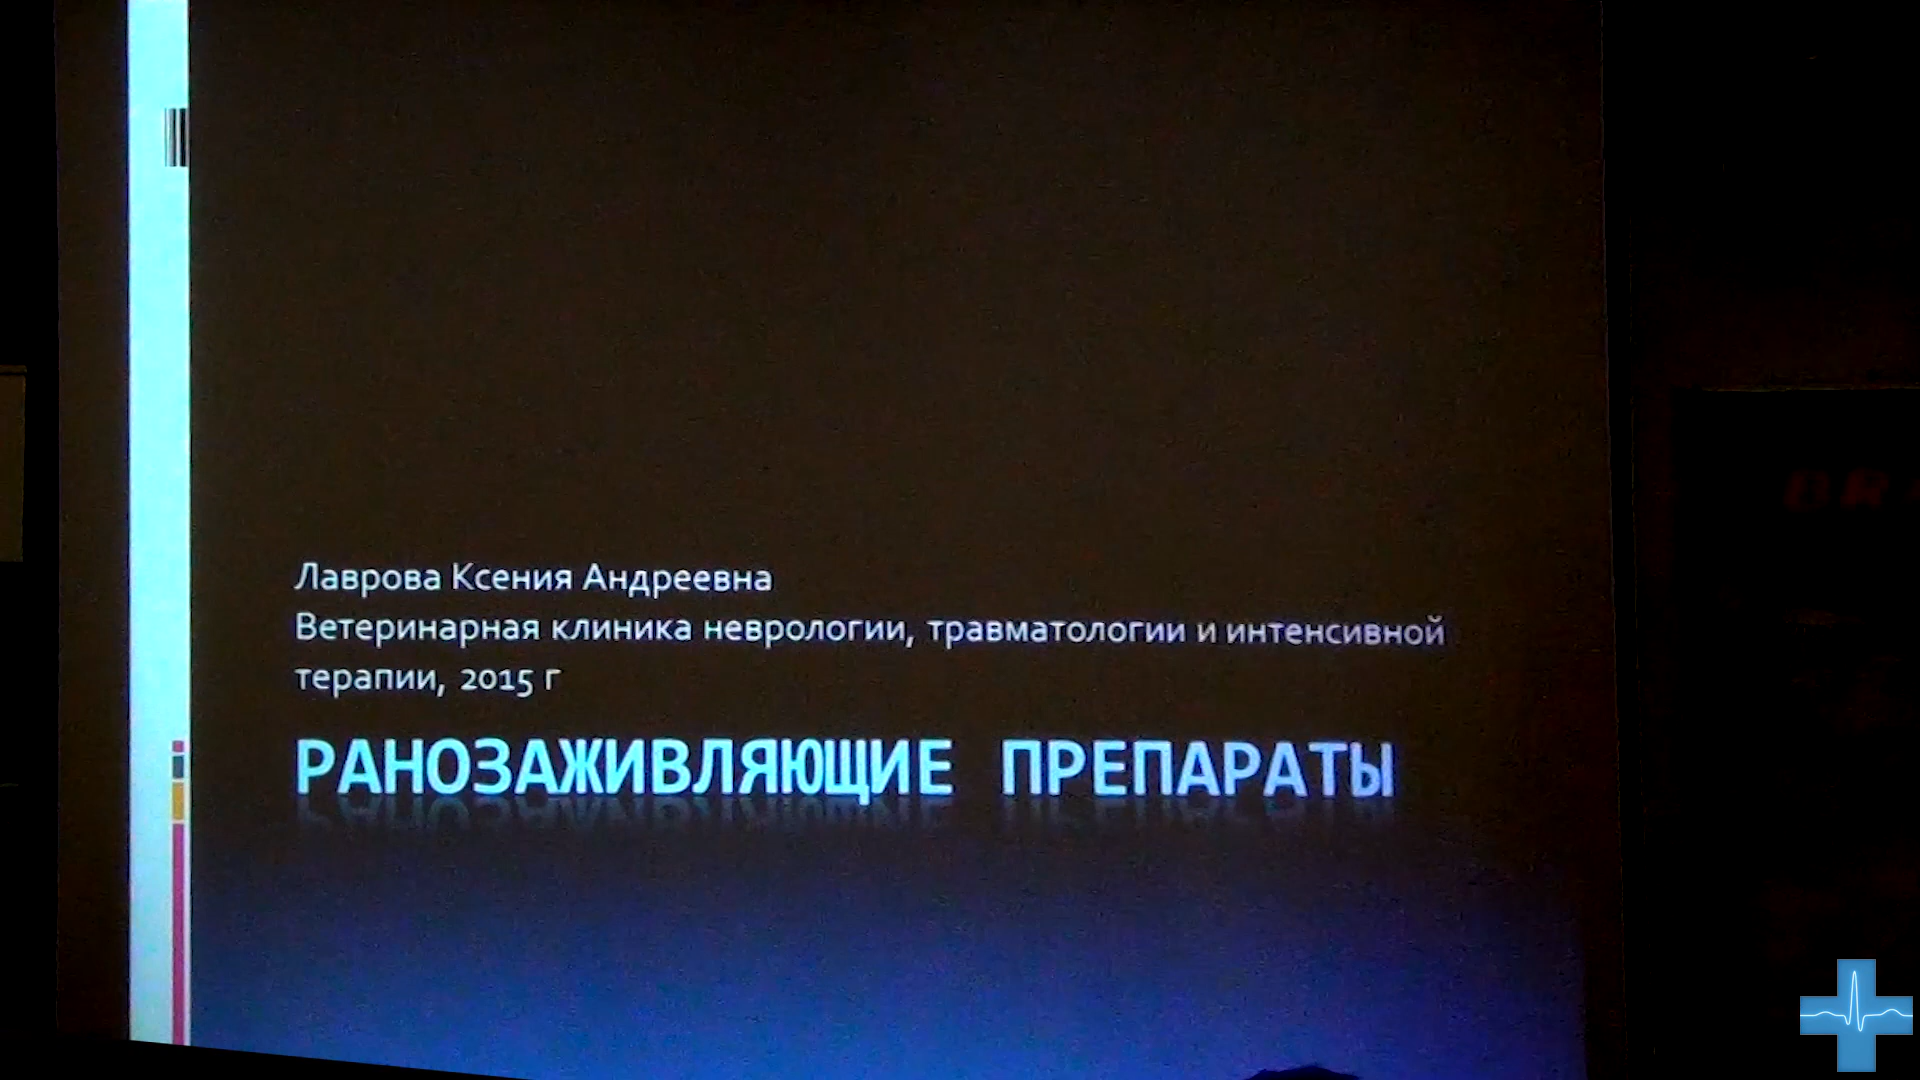 Лаврова Ксения Андреевна
Ветеринарная клиника неврологии, травматологии и интенсивной
терапии, 2015 г
РАНОЗАЖИВЛЯЮЩИЕ ПРЕПАРАТЫ